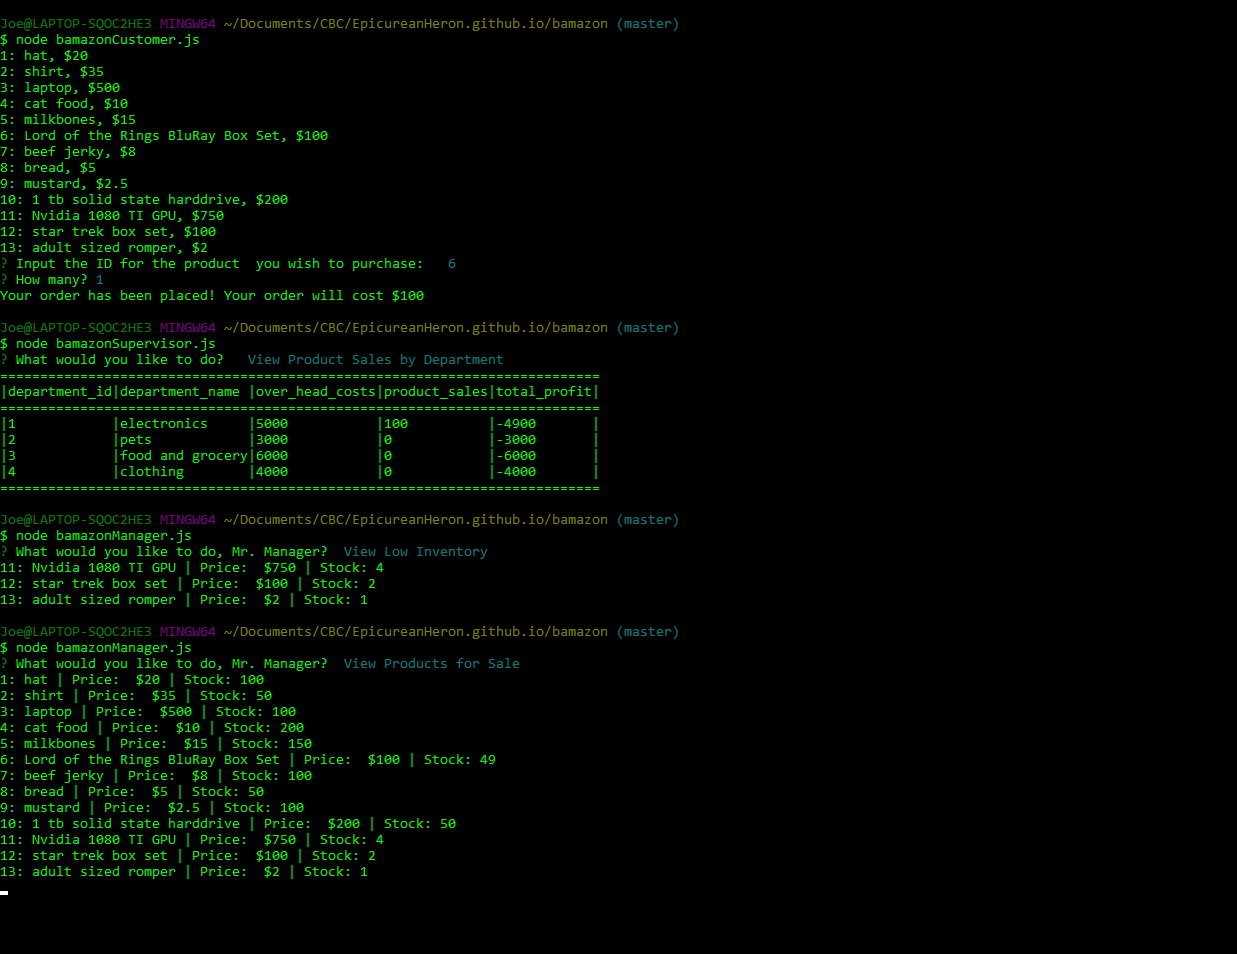 Joe@LAPTOP-SQOC2HE3 MINGW64 ~/Documents/CBC/EpicureanHeron.github.io/bamazon (master)
$ node bamazonCustomer.js
1: hat, $20
2: shirt, $35
3: laptop, $500
4: cat food, $10
5: milkbones, $15
6: Lord of the Rings BluRay Box Set, $100
7: beef jerky, $8
8: bread, $5
9: mustard, $2.5
10: 1 tb solid state harddrive, $200
11: Nvidia 1080 TI GPU, $750
12: star trek box set, $100
13: adult sized romper, $2
? Input the ID for the product  you wish to purchase:   6
? How many? 1
Your order has been placed! Your order will cost $100
Joe@LAPTOP-SQOC2HE3 MINGW64 ~/Documents/CBC/EpicureanHeron.github.io/bamazon (master)
$ node bamazonSupervisor.js
? What would you like to do?   View Product Sales by Department
===========================================================================
|department_id|department_name |over_head_costs|product_sales|total_profit|
===========================================================================
|1            |electronics     |5000           |100          |-4900       |
|2            |pets            |3000           |0            |-3000       |
|3            |food and grocery|6000           |0            |-6000       |
|4            |clothing        |4000           |0            |-4000       |
===========================================================================
Joe@LAPTOP-SQOC2HE3 MINGW64 ~/Documents/CBC/EpicureanHeron.github.io/bamazon (master)
$ node bamazonManager.js
? What would you like to do, Mr. Manager?  View Low Inventory
11: Nvidia 1080 TI GPU | Price:  $750 | Stock: 4
12: star trek box set | Price:  $100 | Stock: 2
13: adult sized romper | Price:  $2 | Stock: 1
Joe@LAPTOP-SQOC2HE3 MINGW64 ~/Documents/CBC/EpicureanHeron.github.io/bamazon (master)
$ node bamazonManager.js
? What would you like to do, Mr. Manager?  View Products for Sale
1: hat | Price:  $20 | Stock: 100
2: shirt | Price:  $35 | Stock: 50
3: laptop | Price:  $500 | Stock: 100
4: cat food | Price:  $10 | Stock: 200
5: milkbones | Price:  $15 | Stock: 150
6: Lord of the Rings BluRay Box Set | Price:  $100 | Stock: 49
7: beef jerky | Price:  $8 | Stock: 100
8: bread | Price:  $5 | Stock: 50
9: mustard | Price:  $2.5 | Stock: 100
10: 1 tb solid state harddrive | Price:  $200 | Stock: 50
11: Nvidia 1080 TI GPU | Price:  $750 | Stock: 4
12: star trek box set | Price:  $100 | Stock: 2
13: adult sized romper | Price:  $2 | Stock: 1